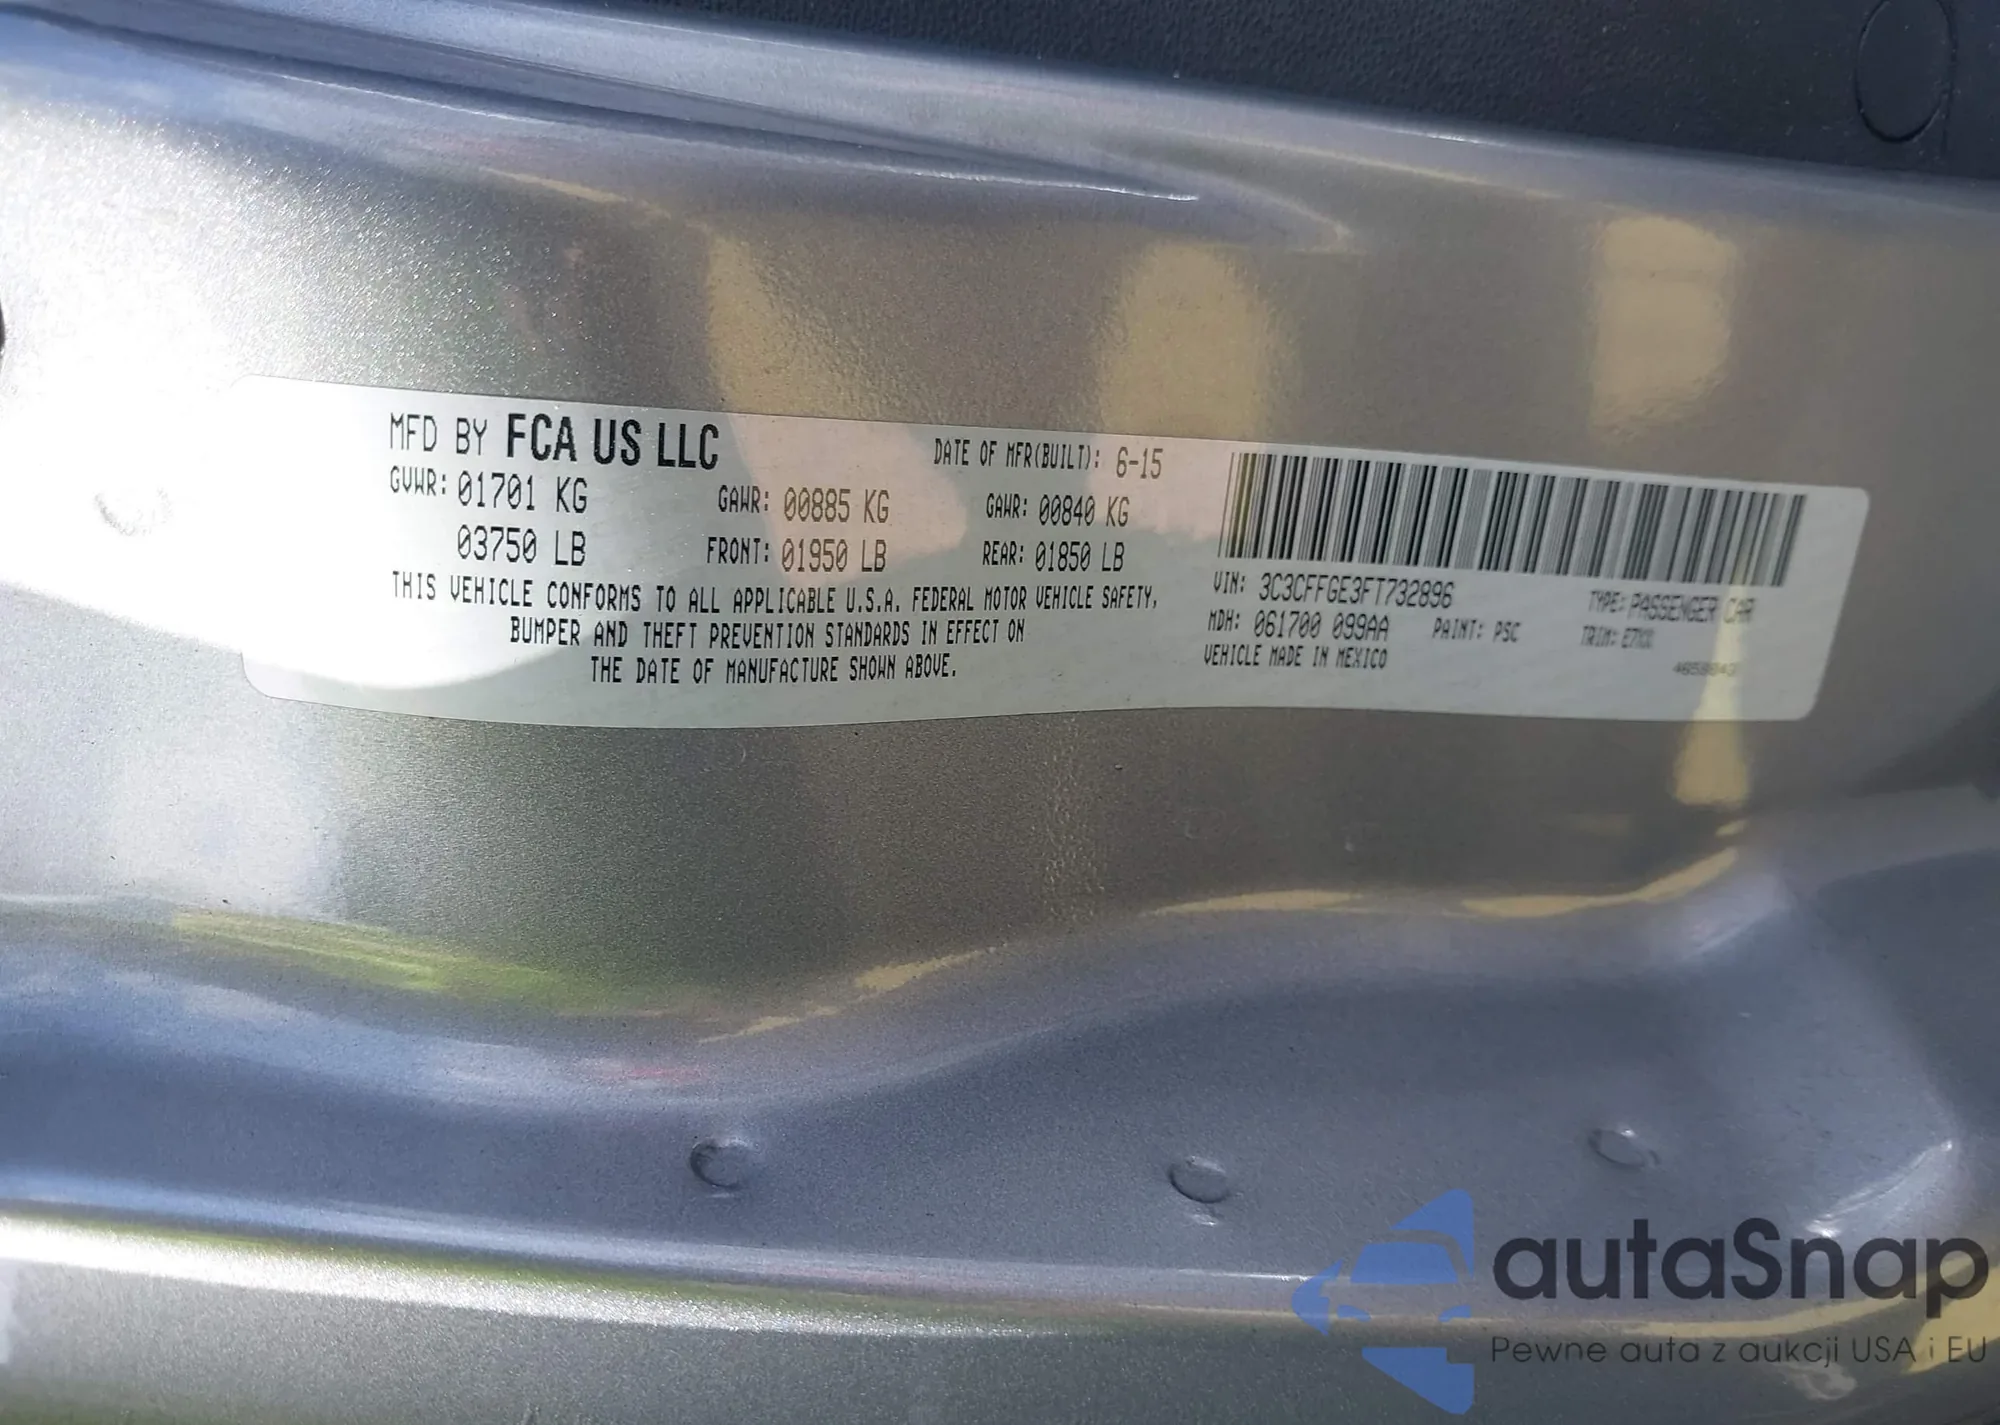 MFD BY FCA US LLC
DATE OF MFR(BUILT): 6-15
GVWR: 01701 KG GAWR: 00885 KG GAWR: 00840 KG
03750 LB FRONT: 01950 LB REAR: 01850 LB
THIS VEHICLE CONFORMS TO ALL APPLICABLE U.S.A. FEDERAL MOTOR VEHICLE SAFETY,
BUMPER AND THEFT PREVENTION STANDARDS IN EFFECT ON
THE DATE OF MANUFACTURE SHOWN ABOVE.
VIN: 3C3CFFGE3FT732896 TYPE: PASSENGER CAR
MDH: 061700 099AA PAINT: PSC TRIM:
VEHICLE MADE IN MEXICO
autaSnap
Pewne auta z aukcji USA i EU